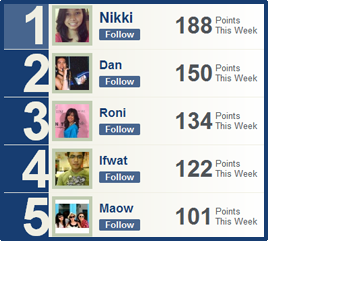 1 Nikki 188 Points
Follow This Week
2 Dan 150 Points
Follow This Week
3 Roni 134 Points
Follow This Week
4 Ifwat 122 Points
Follow This Week
5 Maow 101 Points
Follow This Week